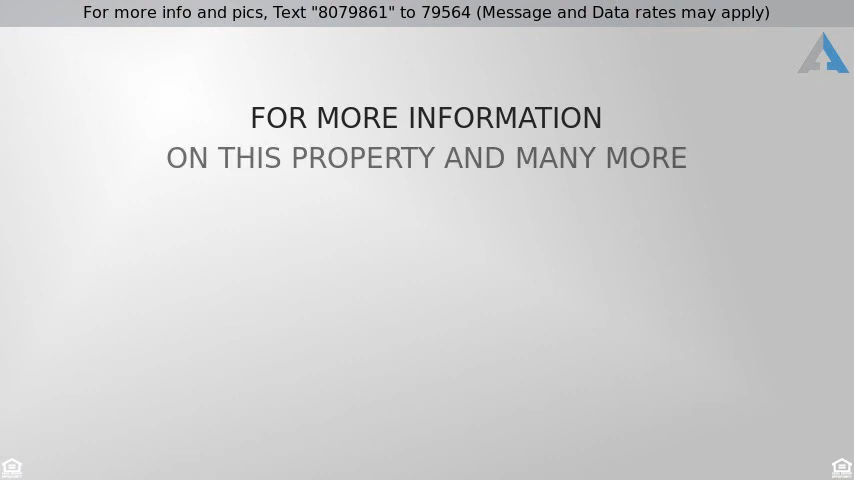 For more info and pics, Text "8079861" to 79564 (Message and Data rates may apply)
FOR MORE INFORMATION
ON THIS PROPERTY AND MANY MORE